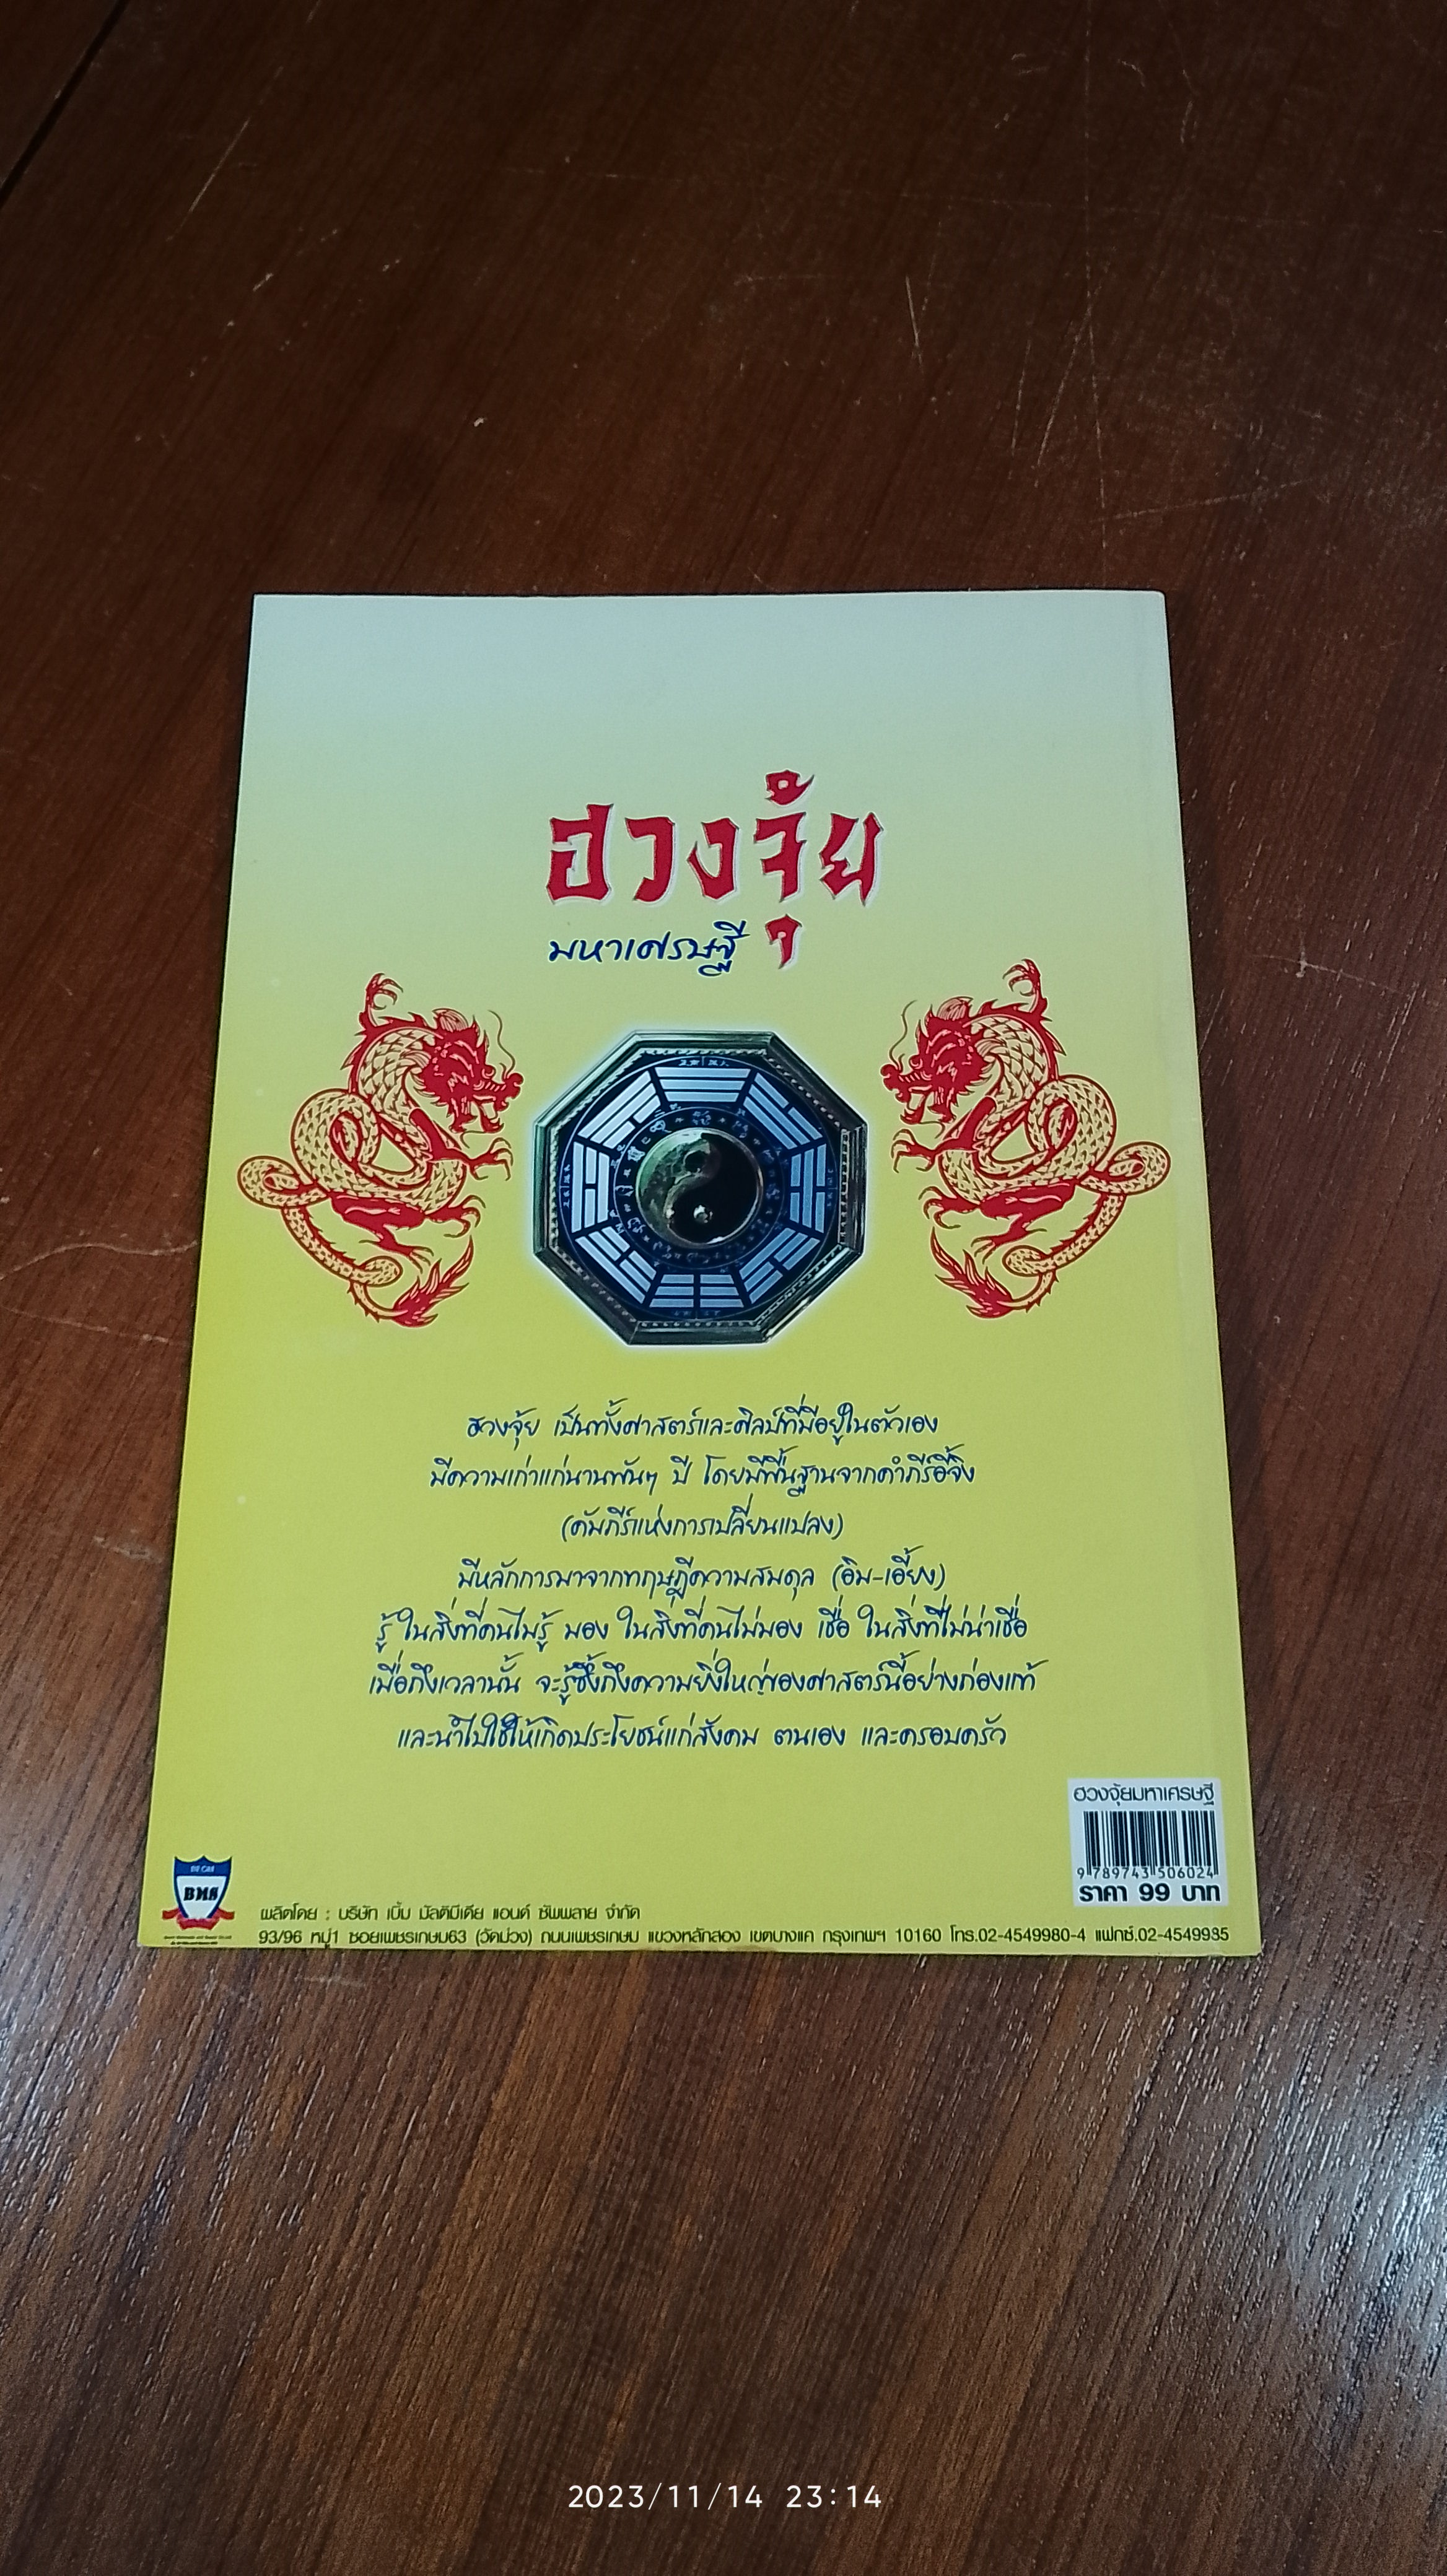 ฮวงจุ้ย
มหาเศรษฐี
ฮวงจุ้ย เป็นทั้งศาสตร์และศิลป์ที่มีอยู่ในตัวเอง
มีความเก่าแก่นานพันๆ ปี โดยมีพื้นฐานจากคำภีร์อี้จิง
(คัมภีร์แห่งการเปลี่ยนแปลง)
มีหลักการมาจากทฤษฎีความสมดุล (อิม-เอี้ยง)
รู้ ในสิ่งที่คนไม่รู้ มอง ในสิ่งที่คนไม่มอง เชื่อ ในสิ่งที่ไม่น่าเชื่อ
เมื่อถึงเวลานั้น จะรู้ซึ้งถึงความยิ่งใหญ่ของศาสตร์นี้อย่างถ่องแท้
และนำไปใช้ให้เกิดประโยชน์แก่สังคม ตนเอง และครอบครัว
ฮวงจุ้ยมหาเศรษฐี
9 789743 506024
ราคา 99 บาท
BMS
ผลิตโดย : บริษัท เบิ้ม มัลติมีเดีย แอนด์ ซัพพลาย จำกัด
93/96 หมู่1 ซอยเพชรเกษม63 (วัดม่วง) ถนนเพชรเกษม แขวงหลักสอง เขตบางแค กรุงเทพฯ 10160 โทร.02-4549980-4 แฟกซ์.02-4549985
2023/11/14 23:14